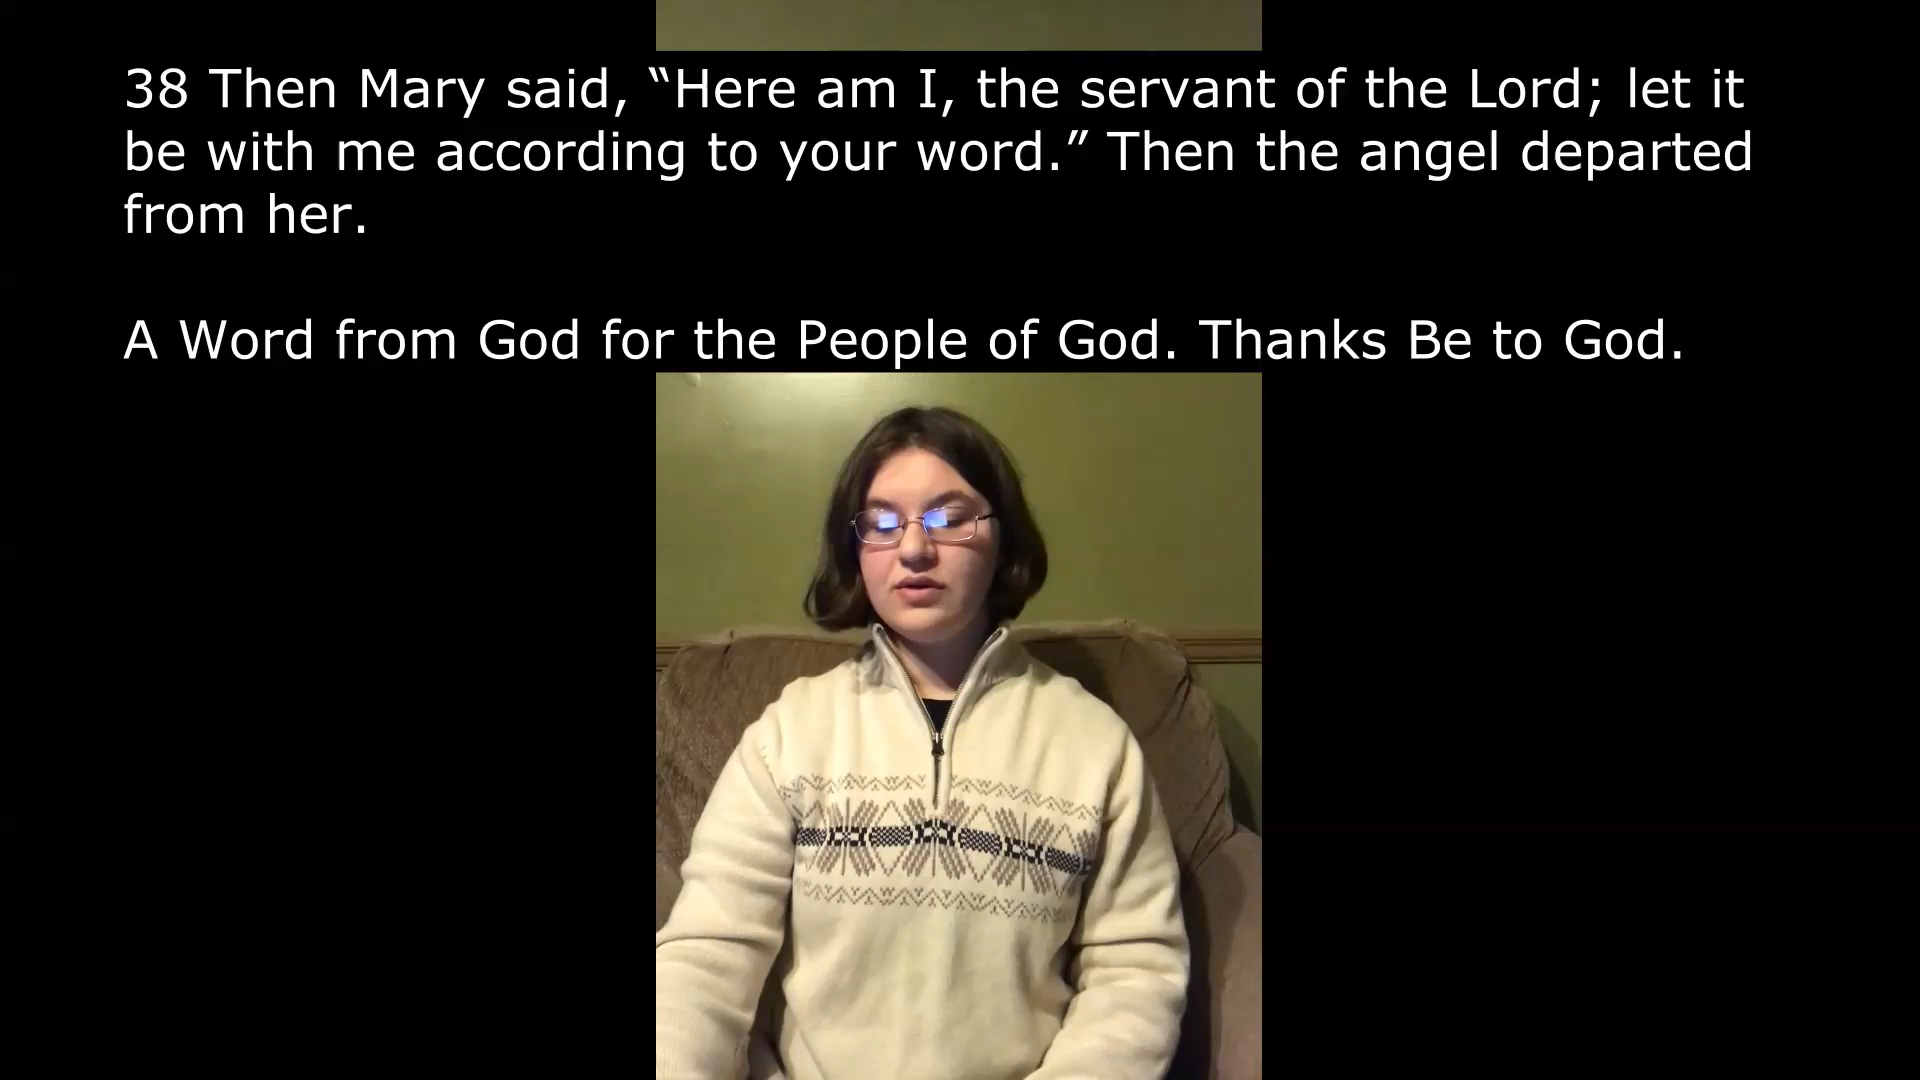 38 Then Mary said, “Here am I, the servant of the Lord; let it
be with me according to your word.” Then the angel departed
from her.
A Word from God for the People of God. Thanks Be to God.